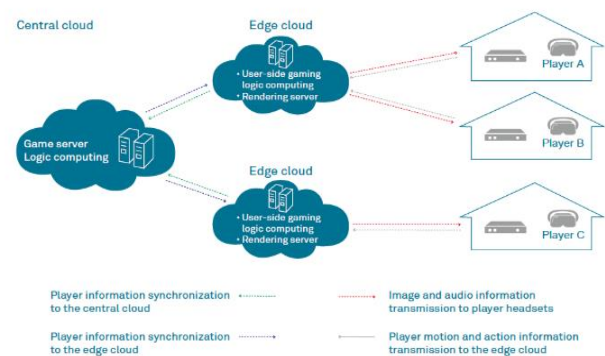 Central cloud
Edge cloud
• User-side gaming
logic computing
• Rendering server
Player A
Game server
Logic computing
Player B
Edge cloud
• User-side gaming
logic computing
• Rendering server
Player C
Player information synchronization
to the central cloud
Image and audio information
transmission to player headsets
Player information synchronization
to the edge cloud
Player motion and action information
transmission to the edge cloud